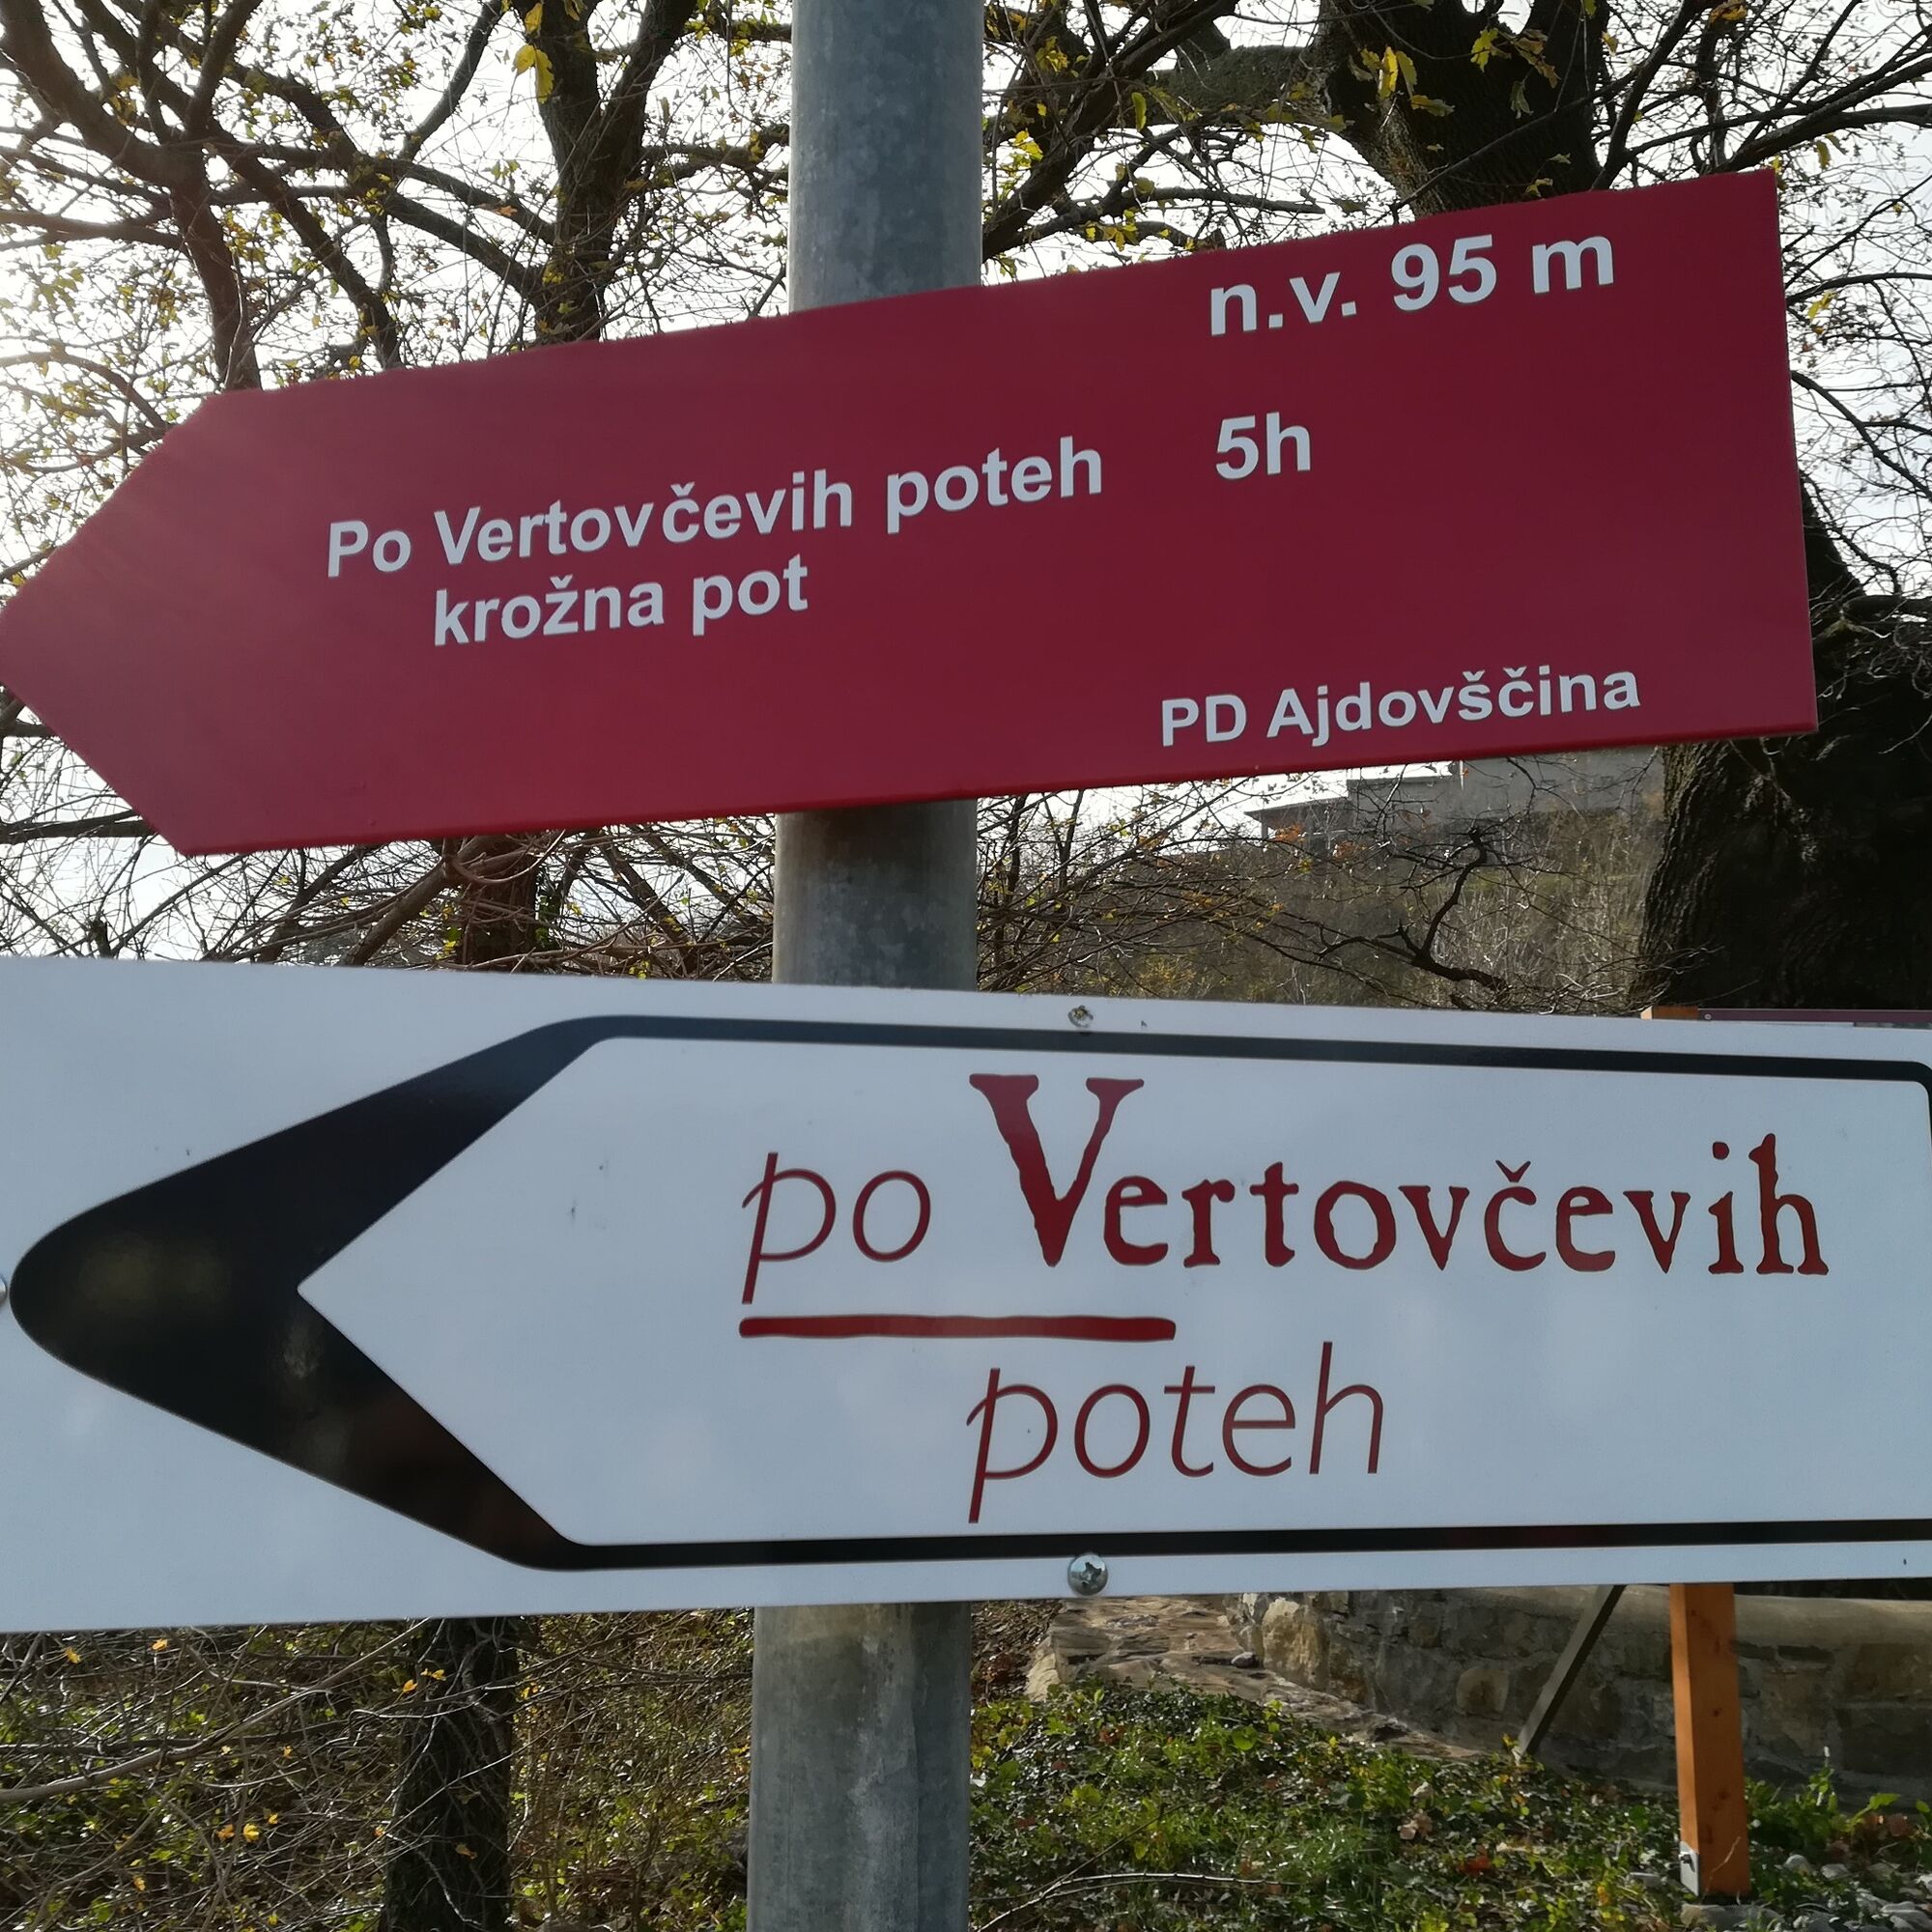 n.v. 95 m
Po Vertovčevih poteh 5h
krožna pot
PD Ajdovščina
po Vertovčevih
poteh